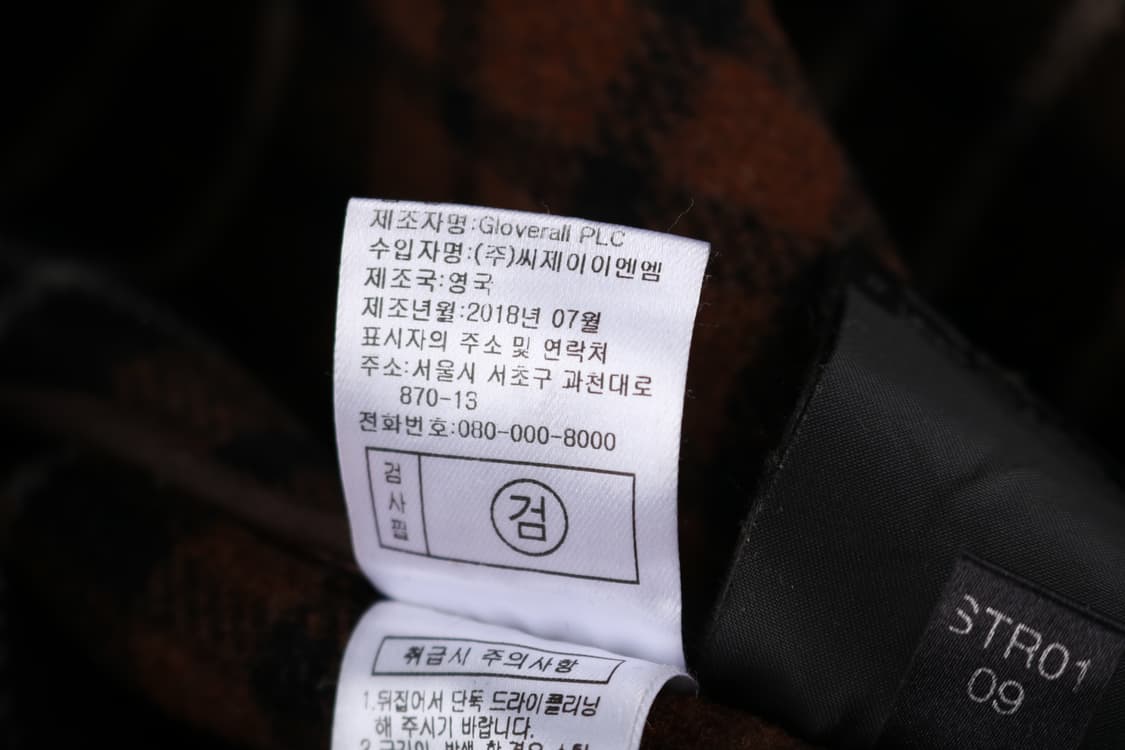 제조자명:Gloverall PLC
수입자명:(주)씨제이이엔엠
제조국:영국
제조년월:2018년 07월
표시자의 주소 및 연락처
주소:서울시 서초구 과천대로
870-13
전화번호:080-000-8000
검사필
검
취급시 주의사항
1.뒤집어서 단독 드라이클리닝
해 주시기 바랍니다.
STR01
09